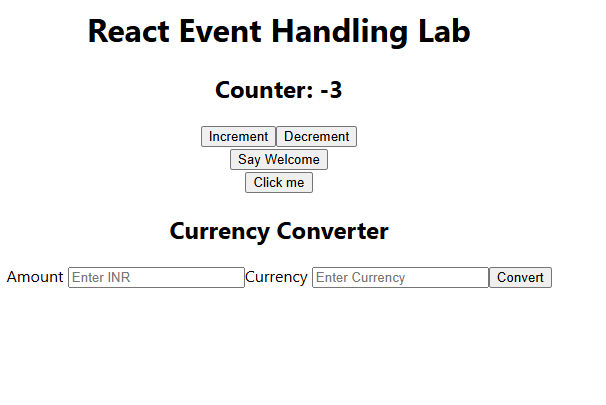 React Event Handling Lab
Counter: -3
Increment Decrement
Say Welcome
Click me
Currency Converter
Amount Enter INR Currency Enter Currency Convert